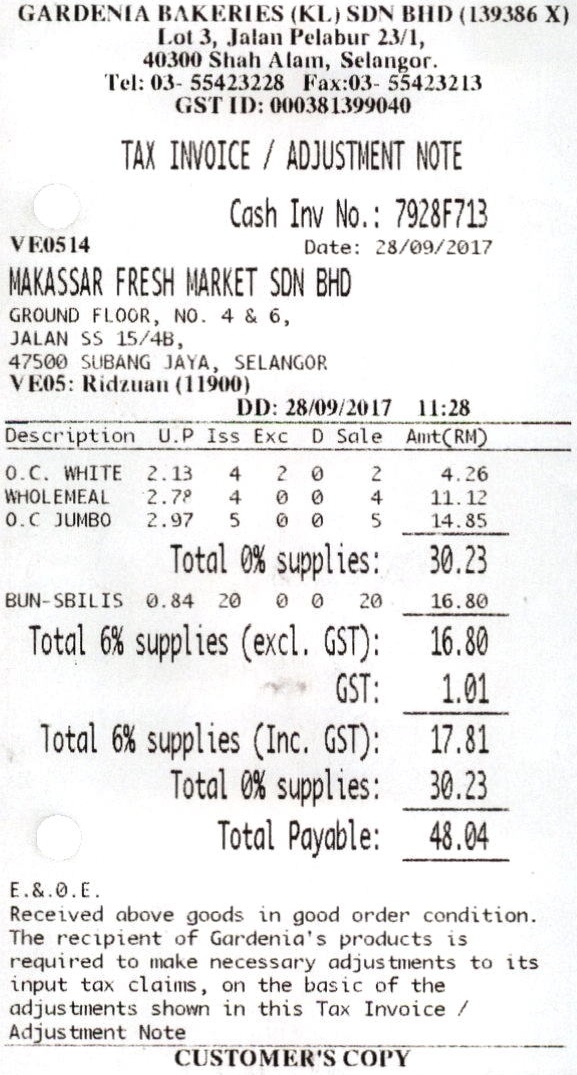 GARDENIA BAKERIES (KL) SDN BHD (139386 X)
Lot 3, Jalan Pelabur 23/1,
40300 Shah Alam, Selangor.
Tel: 03- 55423228 Fax:03- 55423213
GST ID: 000381399040
TAX INVOICE / ADJUSTMENT NOTE
Cash Inv No.: 7928F713
VE0514 Date: 28/09/2017
MAKASSAR FRESH MARKET SDN BHD
GROUND FLOOR, NO. 4 & 6,
JALAN SS 15/4B,
47500 SUBANG JAYA, SELANGOR
VE05: Ridzuan (11900)
DD: 28/09/2017 11:28
Description U.P Iss Exc D Sale Amt(RM)
O.C. WHITE 2.13 4 2 0 2 4.26
WHOLEMEAL 2.78 4 0 0 4 11.12
O.C JUMBO 2.97 5 0 0 5 14.85
Total 0% supplies: 30.23
BUN-SBILIS 0.84 20 0 0 20 16.80
Total 6% supplies (excl. GST): 16.80
GST: 1.01
Total 6% supplies (Inc. GST): 17.81
Total 0% supplies: 30.23
Total Payable: 48.04
E.&.O.E.
Received above goods in good order condition.
The recipient of Gardenia's products is
required to make necessary adjustments to its
input tax claims, on the basic of the
adjustments shown in this Tax Invoice /
Adjustment Note
CUSTOMER'S COPY